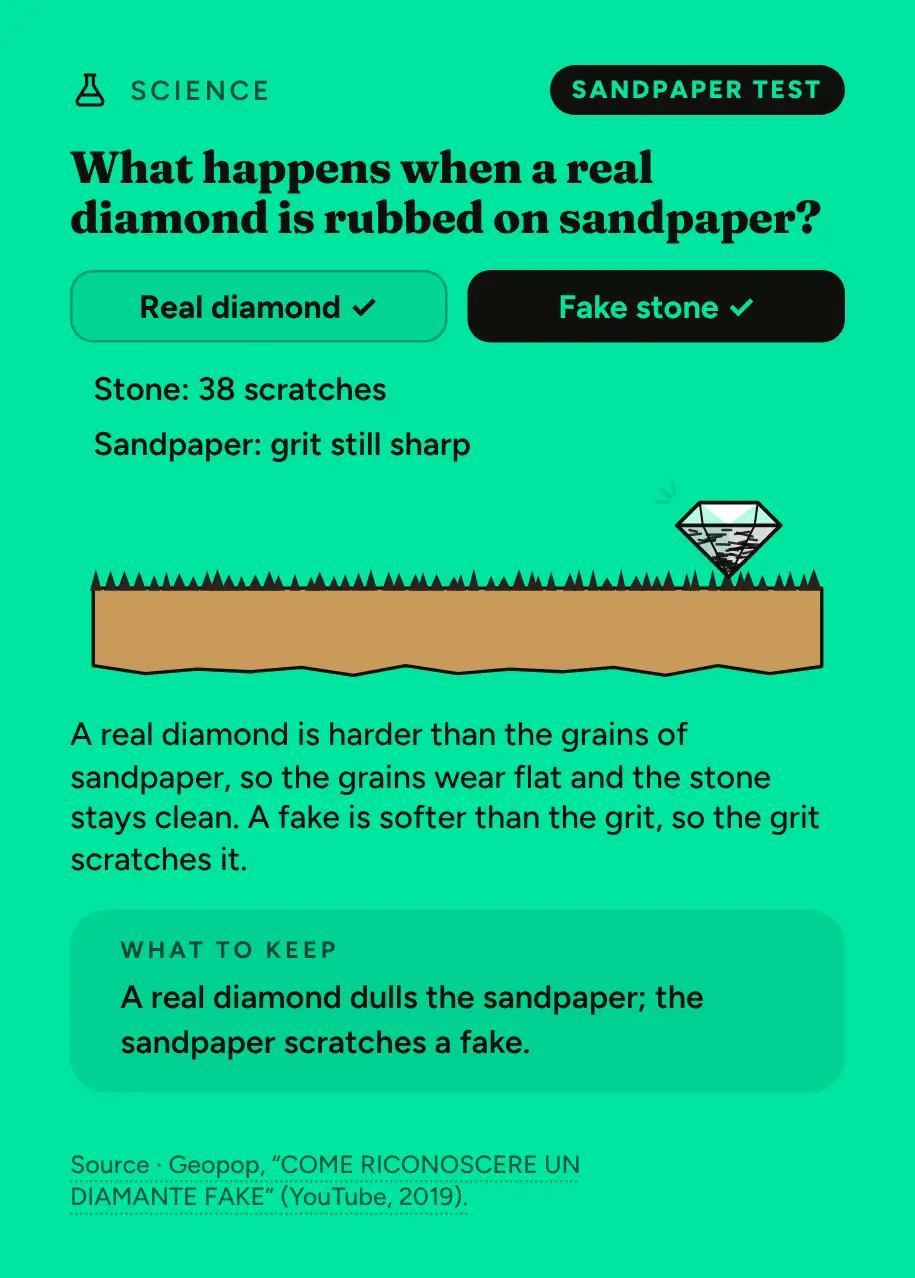 SCIENCE
SANDPAPER TEST
What happens when a real
diamond is rubbed on sandpaper?
Real diamond ✓
Fake stone ✓
Stone: 38 scratches
Sandpaper: grit still sharp
A real diamond is harder than the grains of
sandpaper, so the grains wear flat and the stone
stays clean. A fake is softer than the grit, so the grit
scratches it.
WHAT TO KEEP
A real diamond dulls the sandpaper; the
sandpaper scratches a fake.
Source · Geopop, “COME RICONOSCERE UN
DIAMANTE FAKE” (YouTube, 2019).